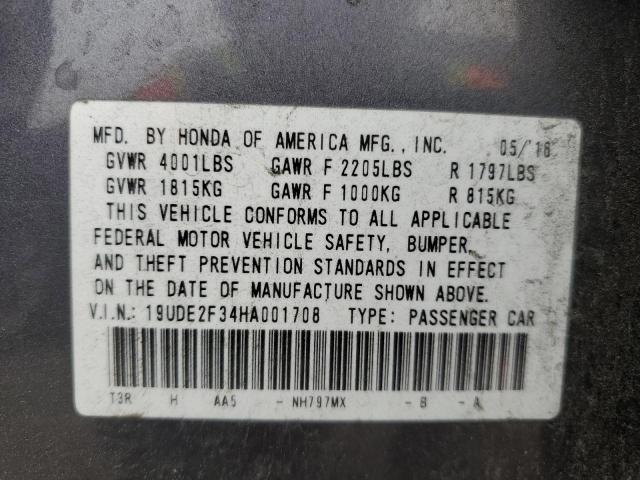 MFD. BY HONDA OF AMERICA MFG., INC. 05/16
GVWR 4001LBS GAWR F 2205LBS R 1797LBS
GVWR 1815KG GAWR F 1000KG R 815KG
THIS VEHICLE CONFORMS TO ALL APPLICABLE
FEDERAL MOTOR VEHICLE SAFETY, BUMPER,
AND THEFT PREVENTION STANDARDS IN EFFECT
ON THE DATE OF MANUFACTURE SHOWN ABOVE.
V.I.N.: 19UDE2F34HA001708 TYPE: PASSENGER CAR
T3R H AA5 - NH797MX - B - A